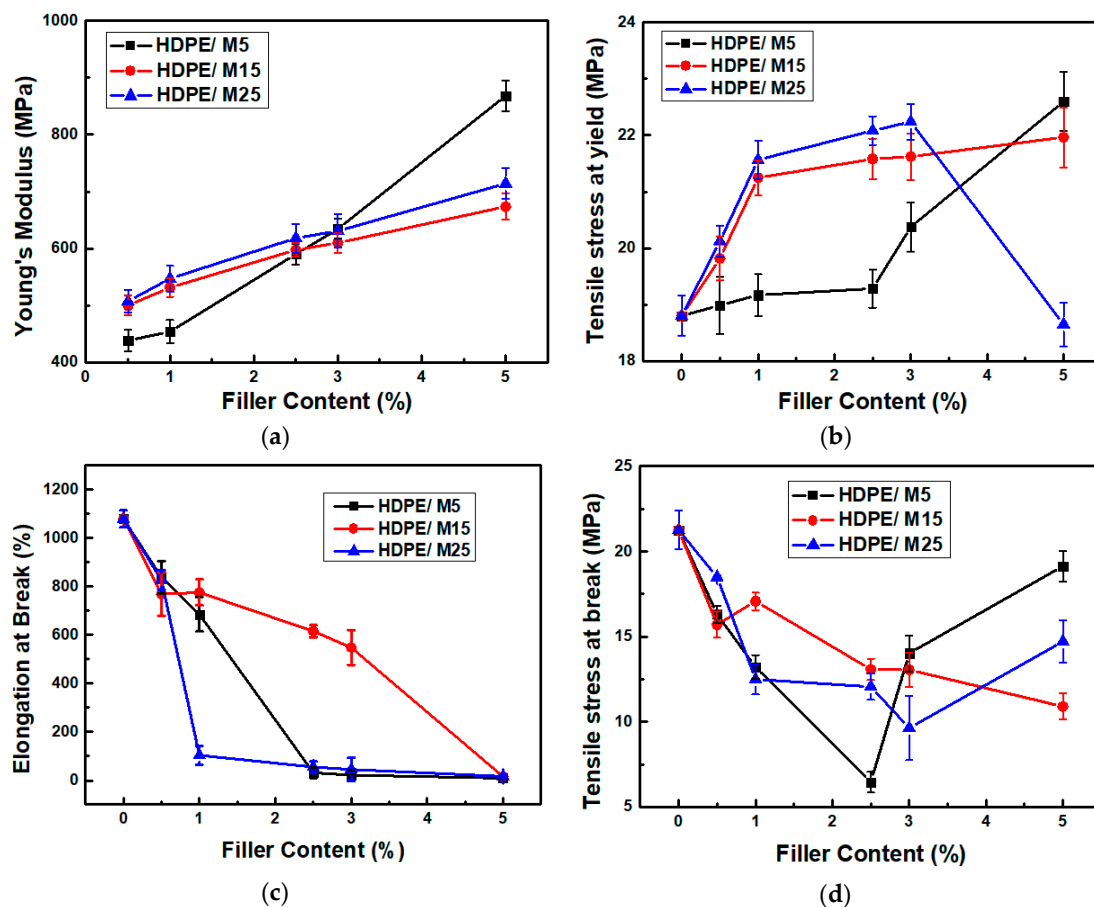 1000
800
600
400
0
1
2
3
4
5
Young's Modulus (MPa)
Filler Content (%)
HDPE/ M5
HDPE/ M15
HDPE/ M25
(a)
24
22
20
18
0
1
2
3
4
5
Tensile stress at yield (MPa)
Filler Content (%)
HDPE/ M5
HDPE/ M15
HDPE/ M25
(b)
1200
1000
800
600
400
200
0
0
1
2
3
4
5
Elongation at Break (%)
Filler Content (%)
HDPE/ M5
HDPE/ M15
HDPE/ M25
(c)
25
20
15
10
5
0
1
2
3
4
5
Tensile stress at break (MPa)
Filler Content (%)
HDPE/ M5
HDPE/ M15
HDPE/ M25
(d)